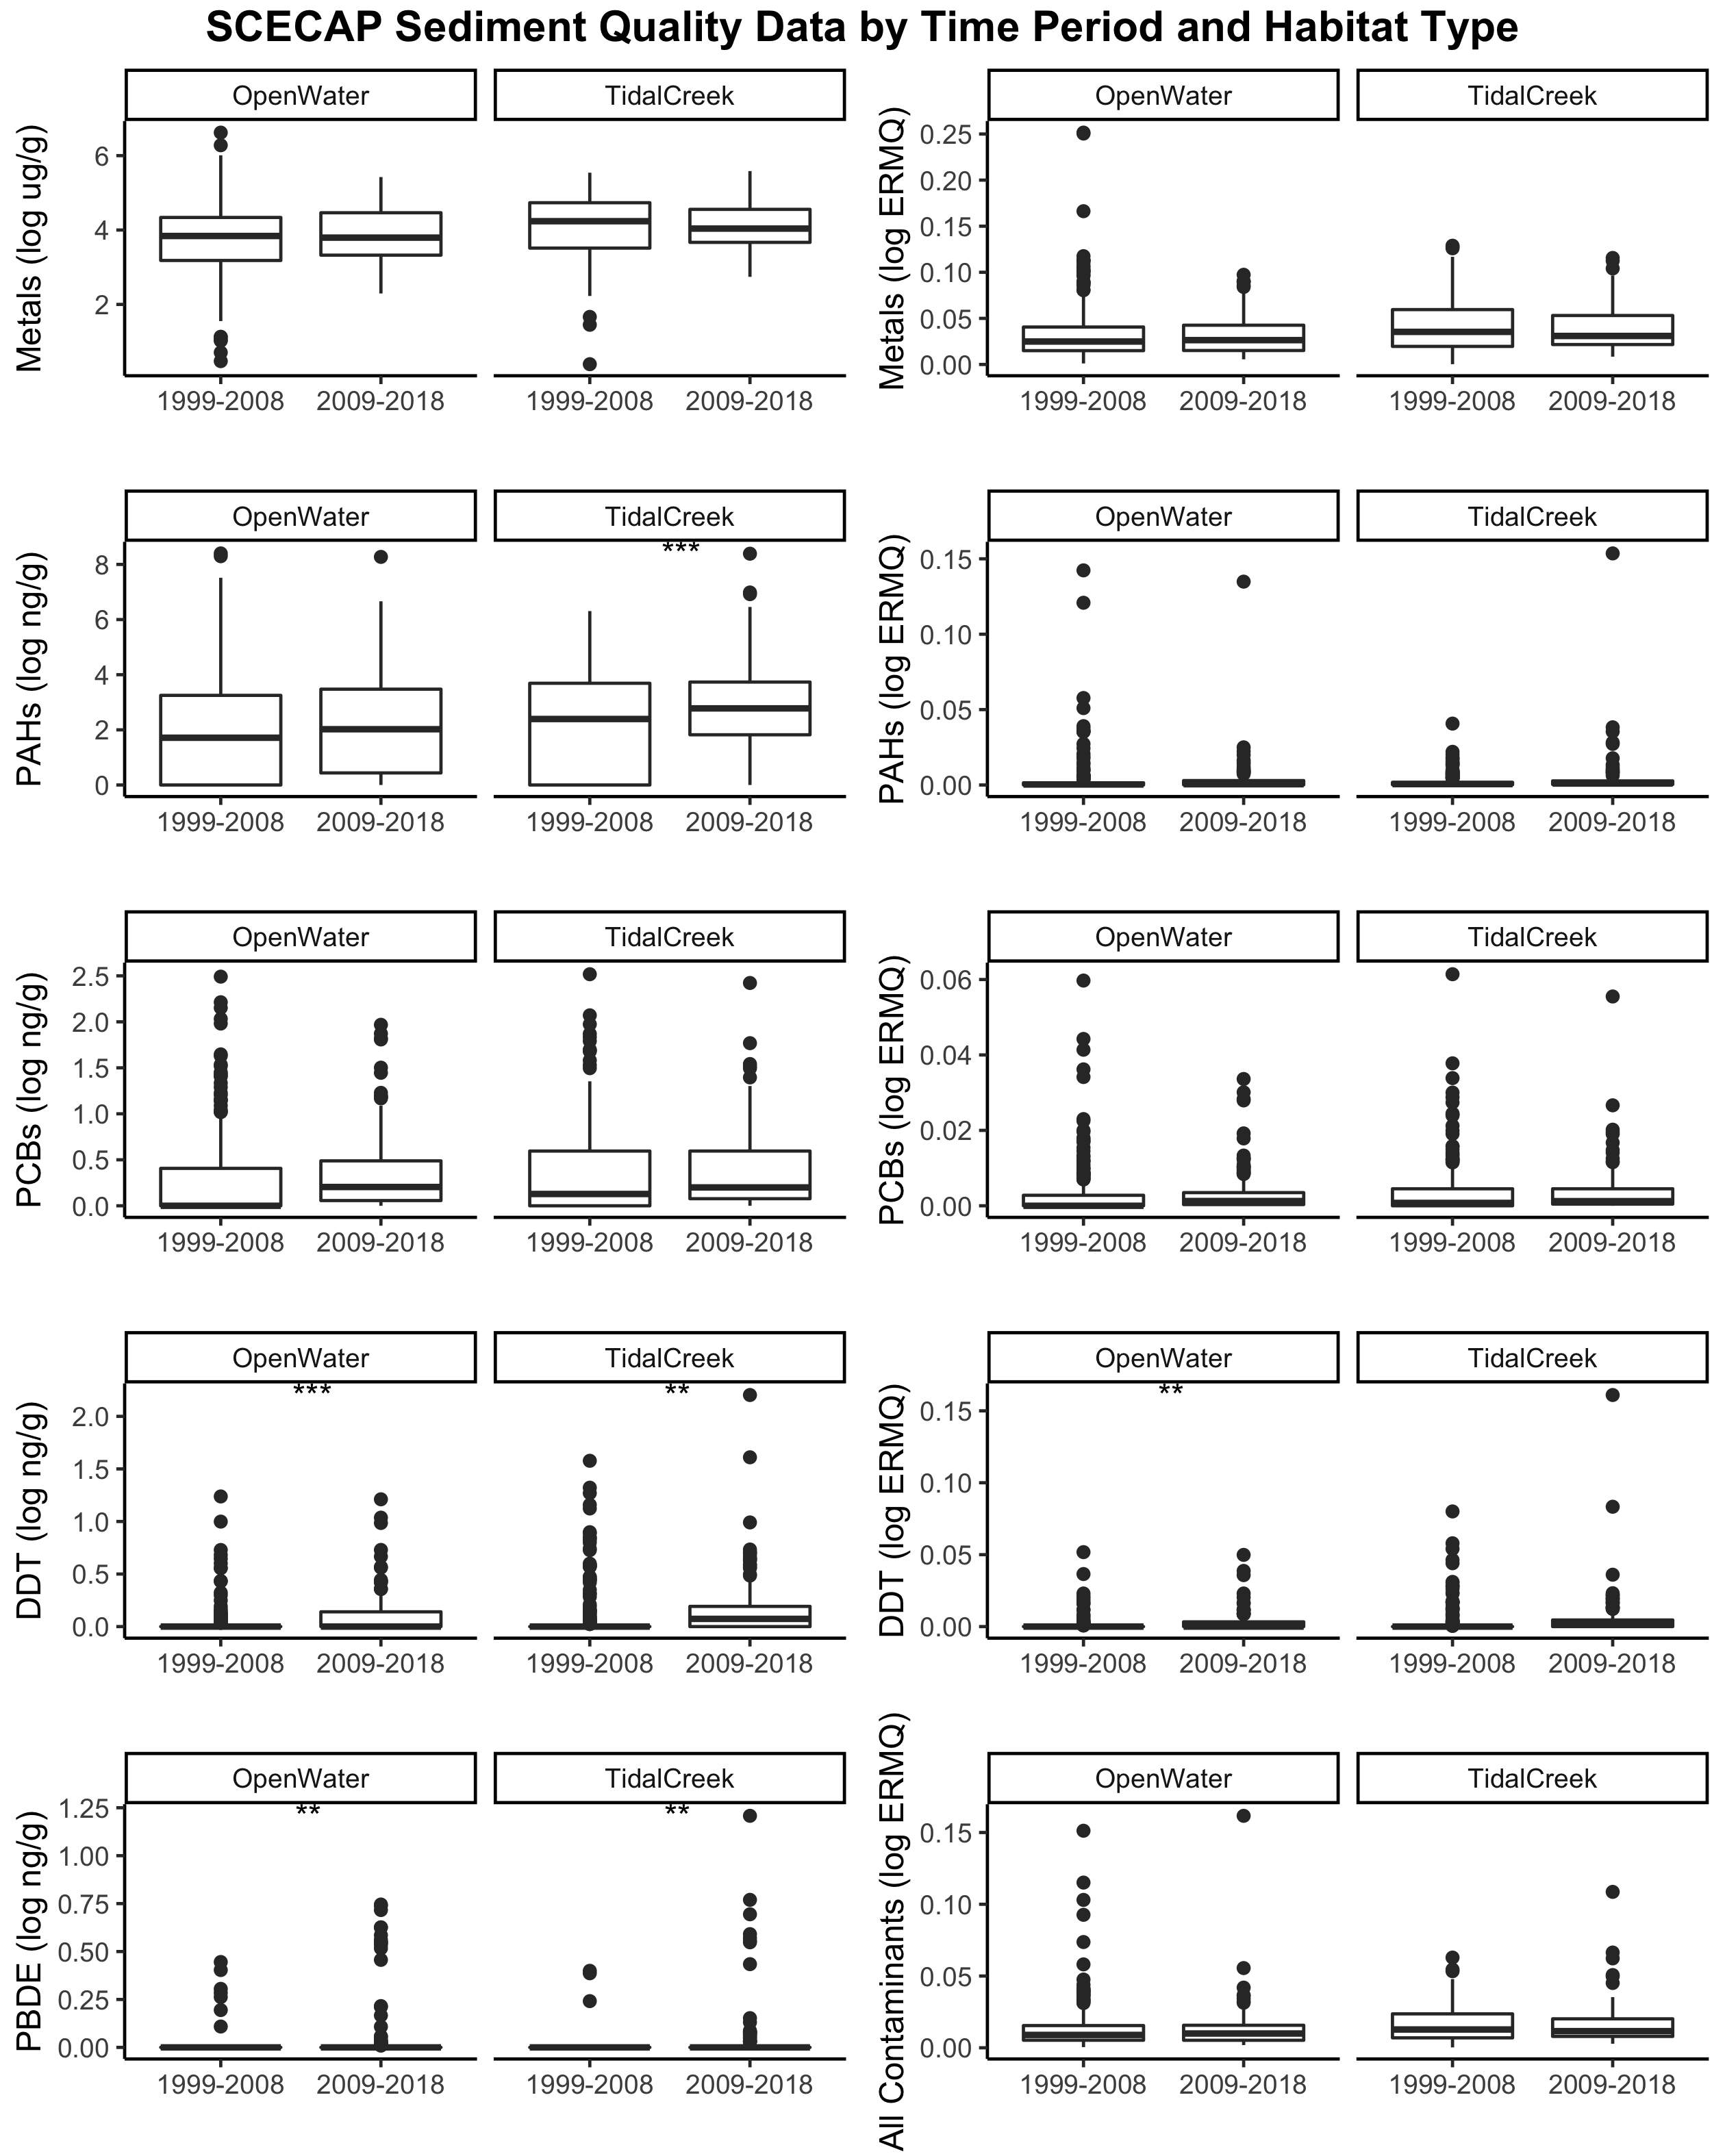 SCECAP Sediment Quality Data by Time Period and Habitat Type
OpenWater TidalCreek
Metals (log ug/g)
6
4
2
1999-2008 2009-2018 1999-2008 2009-2018
OpenWater TidalCreek
Metals (log ERMQ)
0.25
0.20
0.15
0.10
0.05
0.00
1999-2008 2009-2018 1999-2008 2009-2018
OpenWater TidalCreek
***
PAHs (log ng/g)
8
6
4
2
0
1999-2008 2009-2018 1999-2008 2009-2018
OpenWater TidalCreek
PAHs (log ERMQ)
0.15
0.10
0.05
0.00
1999-2008 2009-2018 1999-2008 2009-2018
OpenWater TidalCreek
PCBs (log ng/g)
2.5
2.0
1.5
1.0
0.5
0.0
1999-2008 2009-2018 1999-2008 2009-2018
OpenWater TidalCreek
PCBs (log ERMQ)
0.06
0.04
0.02
0.00
1999-2008 2009-2018 1999-2008 2009-2018
OpenWater TidalCreek
*** **
DDT (log ng/g)
2.0
1.5
1.0
0.5
0.0
1999-2008 2009-2018 1999-2008 2009-2018
OpenWater TidalCreek
**
DDT (log ERMQ)
0.15
0.10
0.05
0.00
1999-2008 2009-2018 1999-2008 2009-2018
OpenWater TidalCreek
** **
PBDE (log ng/g)
1.25
1.00
0.75
0.50
0.25
0.00
1999-2008 2009-2018 1999-2008 2009-2018
OpenWater TidalCreek
All Contaminants (log ERMQ)
0.15
0.10
0.05
0.00
1999-2008 2009-2018 1999-2008 2009-2018